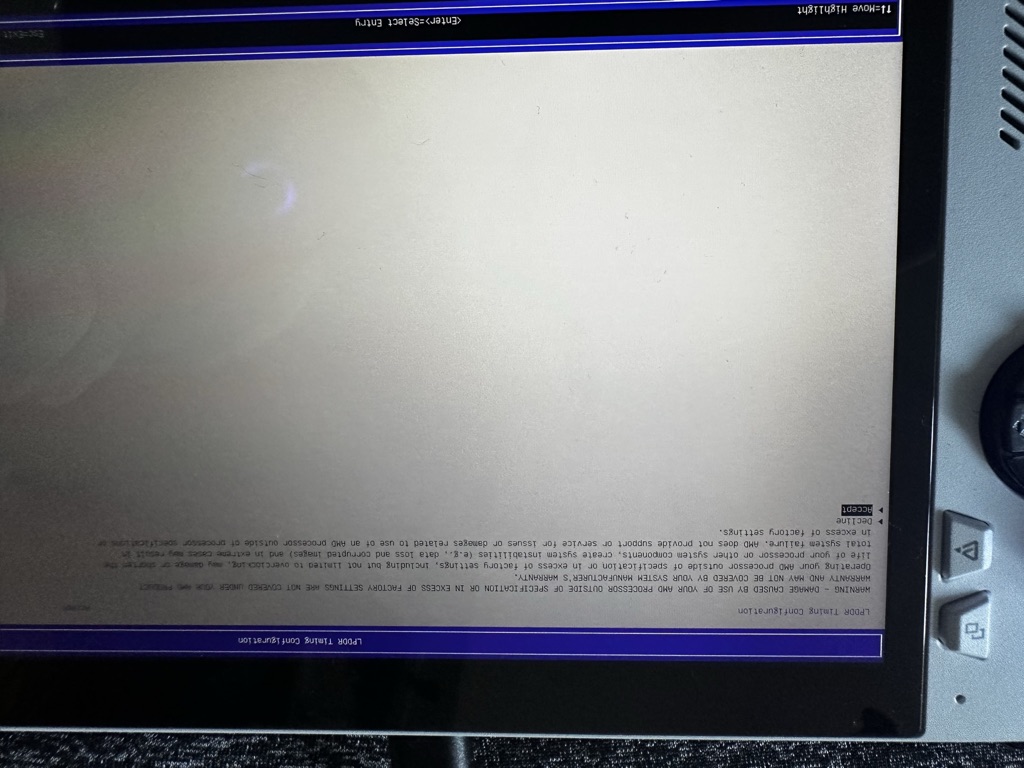 LPDDR Timing Configuration
LPDDR Timing Configuration
WARNING - DAMAGE CAUSED BY USE OF YOUR AMD PROCESSOR OUTSIDE OF SPECIFICATION OR IN EXCESS OF FACTORY SETTINGS ARE NOT COVERED UNDER YOUR AMD PRODUCT
WARRANTY AND MAY NOT BE COVERED BY YOUR SYSTEM MANUFACTURER'S WARRANTY.
Operating your AMD processor outside of specification or in excess of factory settings, including but not limited to overclocking, may damage or shorten the
life of your processor or other system components, create system instabilities (e.g., data loss and corrupted images) and in extreme cases may result in
total system failure. AMD does not provide support or service for issues or damages related to use of an AMD processor outside of processor specifications or
in excess of factory settings.
Decline
Accept
↑↓=Move Highlight
<Enter>=Select Entry
Esc=Exit